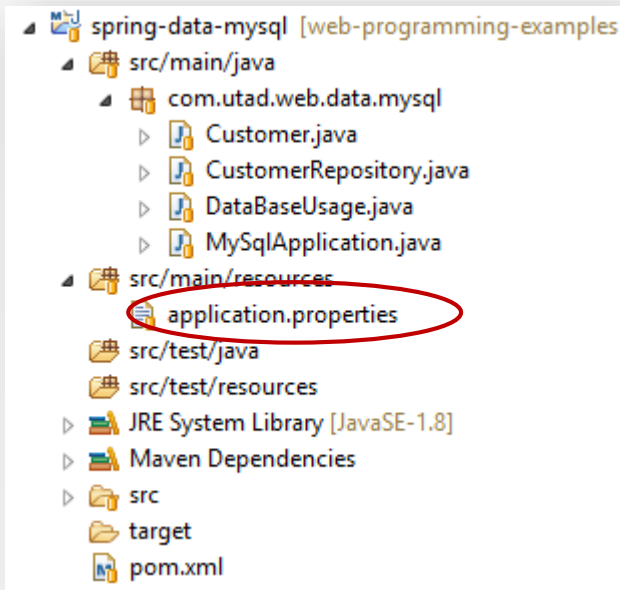 spring-data-mysql [web-programming-examples
src/main/java
com.utad.web.data.mysql
Customer.java
CustomerRepository.java
DataBaseUsage.java
MySqlApplication.java
src/main/resources
application.properties
src/test/java
src/test/resources
JRE System Library [JavaSE-1.8]
Maven Dependencies
src
target
pom.xml